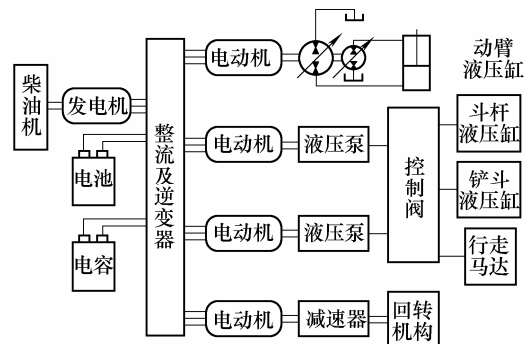 柴
油
机
发电机
电池
电容
整
流
及
逆
变
器
电动机
动臂
液压缸
电动机
液压泵
电动机
液压泵
控
制
阀
斗杆
液压缸
铲斗
液压缸
行走
马达
电动机
减速器
回转
机构